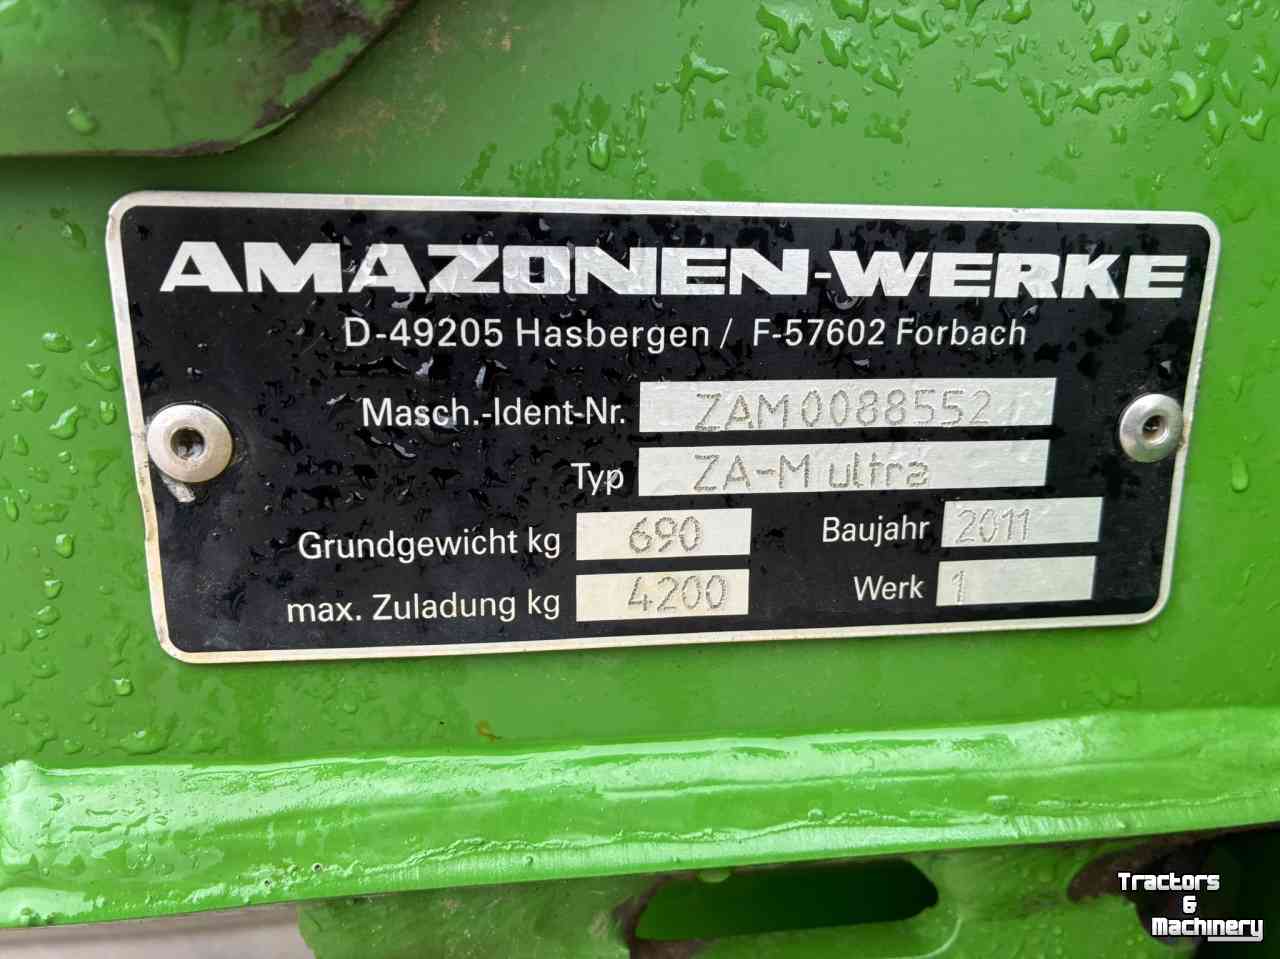 AMAZONEN-WERKE
D-49205 Hasbergen / F-57602 Forbach
Masch.-Ident-Nr. ZAM0088552
Typ ZA-M ultra
Grundgewicht kg 690 Baujahr 2011
max. Zuladung kg 4200 Werk 1
Tractors
&
Machinery